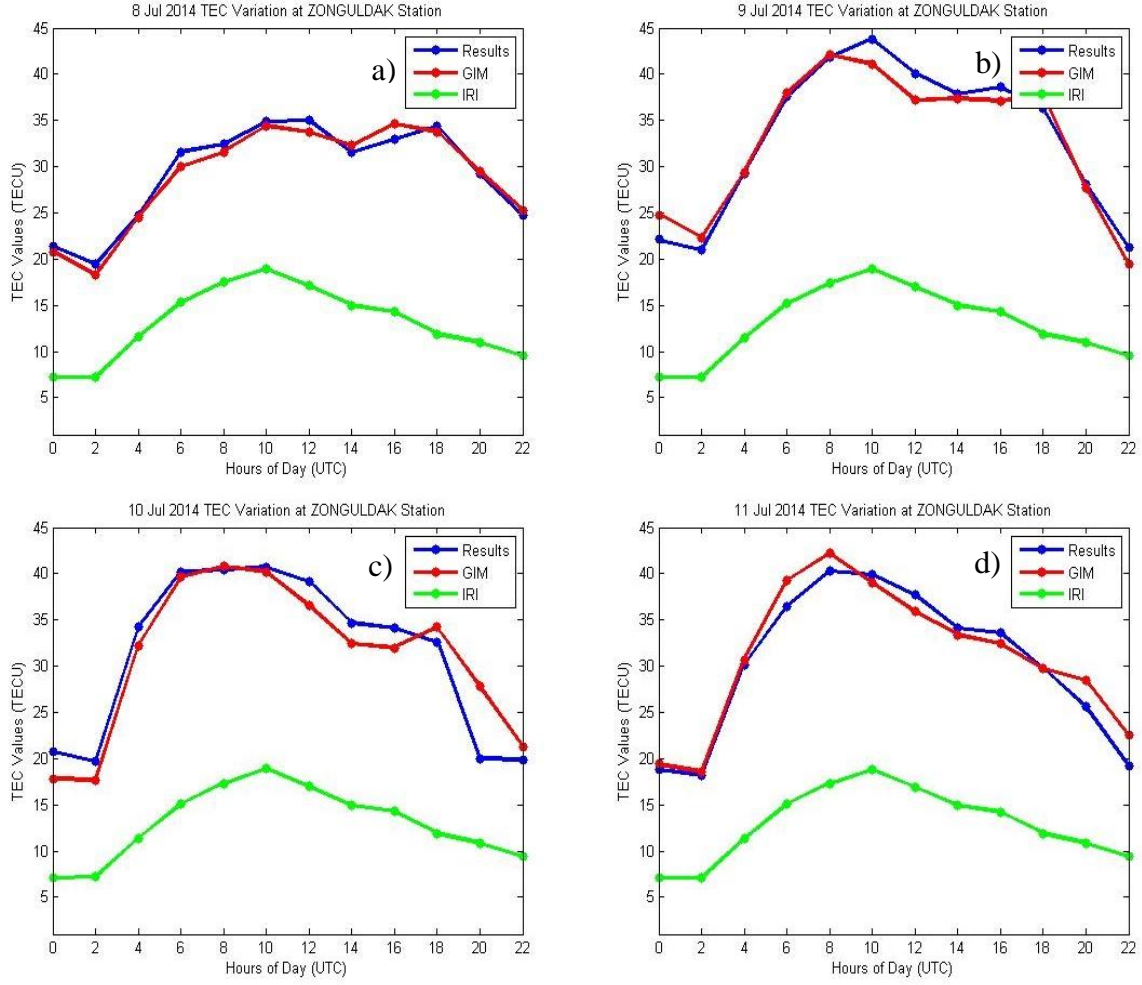 8 Jul 2014 TEC Variation at ZONGULDAK Station
45
40
35
30
25
20
15
10
5
TEC Values (TECU)
a)
Results
GIM
IRI
0 2 4 6 8 10 12 14 16 18 20 22
Hours of Day (UTC)
9 Jul 2014 TEC Variation at ZONGULDAK Station
45
40
35
30
25
20
15
10
5
TEC Values (TECU)
b)
Results
GIM
IRI
0 2 4 6 8 10 12 14 16 18 20 22
Hours of Day (UTC)
10 Jul 2014 TEC Variation at ZONGULDAK Station
45
40
35
30
25
20
15
10
5
TEC Values (TECU)
c)
Results
GIM
IRI
0 2 4 6 8 10 12 14 16 18 20 22
Hours of Day (UTC)
11 Jul 2014 TEC Variation at ZONGULDAK Station
45
40
35
30
25
20
15
10
5
TEC Values (TECU)
d)
Results
GIM
IRI
0 2 4 6 8 10 12 14 16 18 20 22
Hours of Day (UTC)